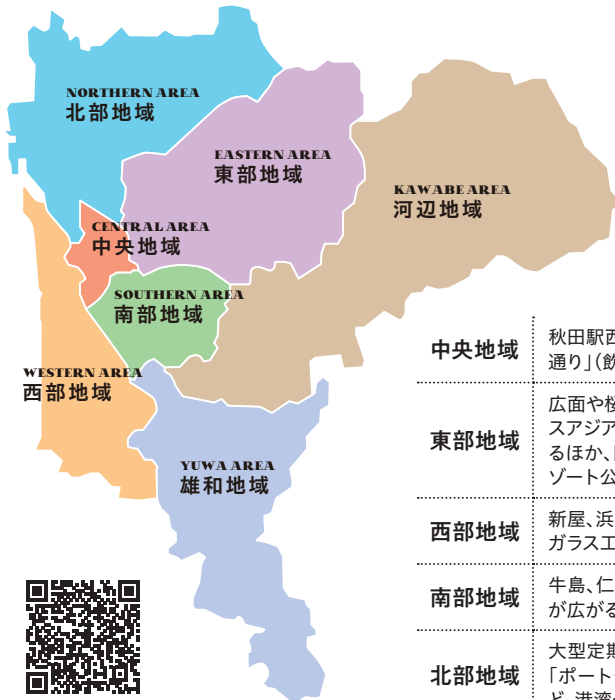 NORTHERN AREA
北部地域
EASTERN AREA
東部地域
KAWABE AREA
河辺地域
CENTRAL AREA
中央地域
SOUTHERN AREA
南部地域
WESTERN AREA
西部地域
YUWA AREA
雄和地域
中央地域
秋田駅西
通り」(飲
東部地域
広面や桜
スアジア
るほか、
ゾート公
西部地域
新屋、浜
ガラス工
南部地域
牛島、仁
が広がる
北部地域
大型定期
「ポート
ど、港湾